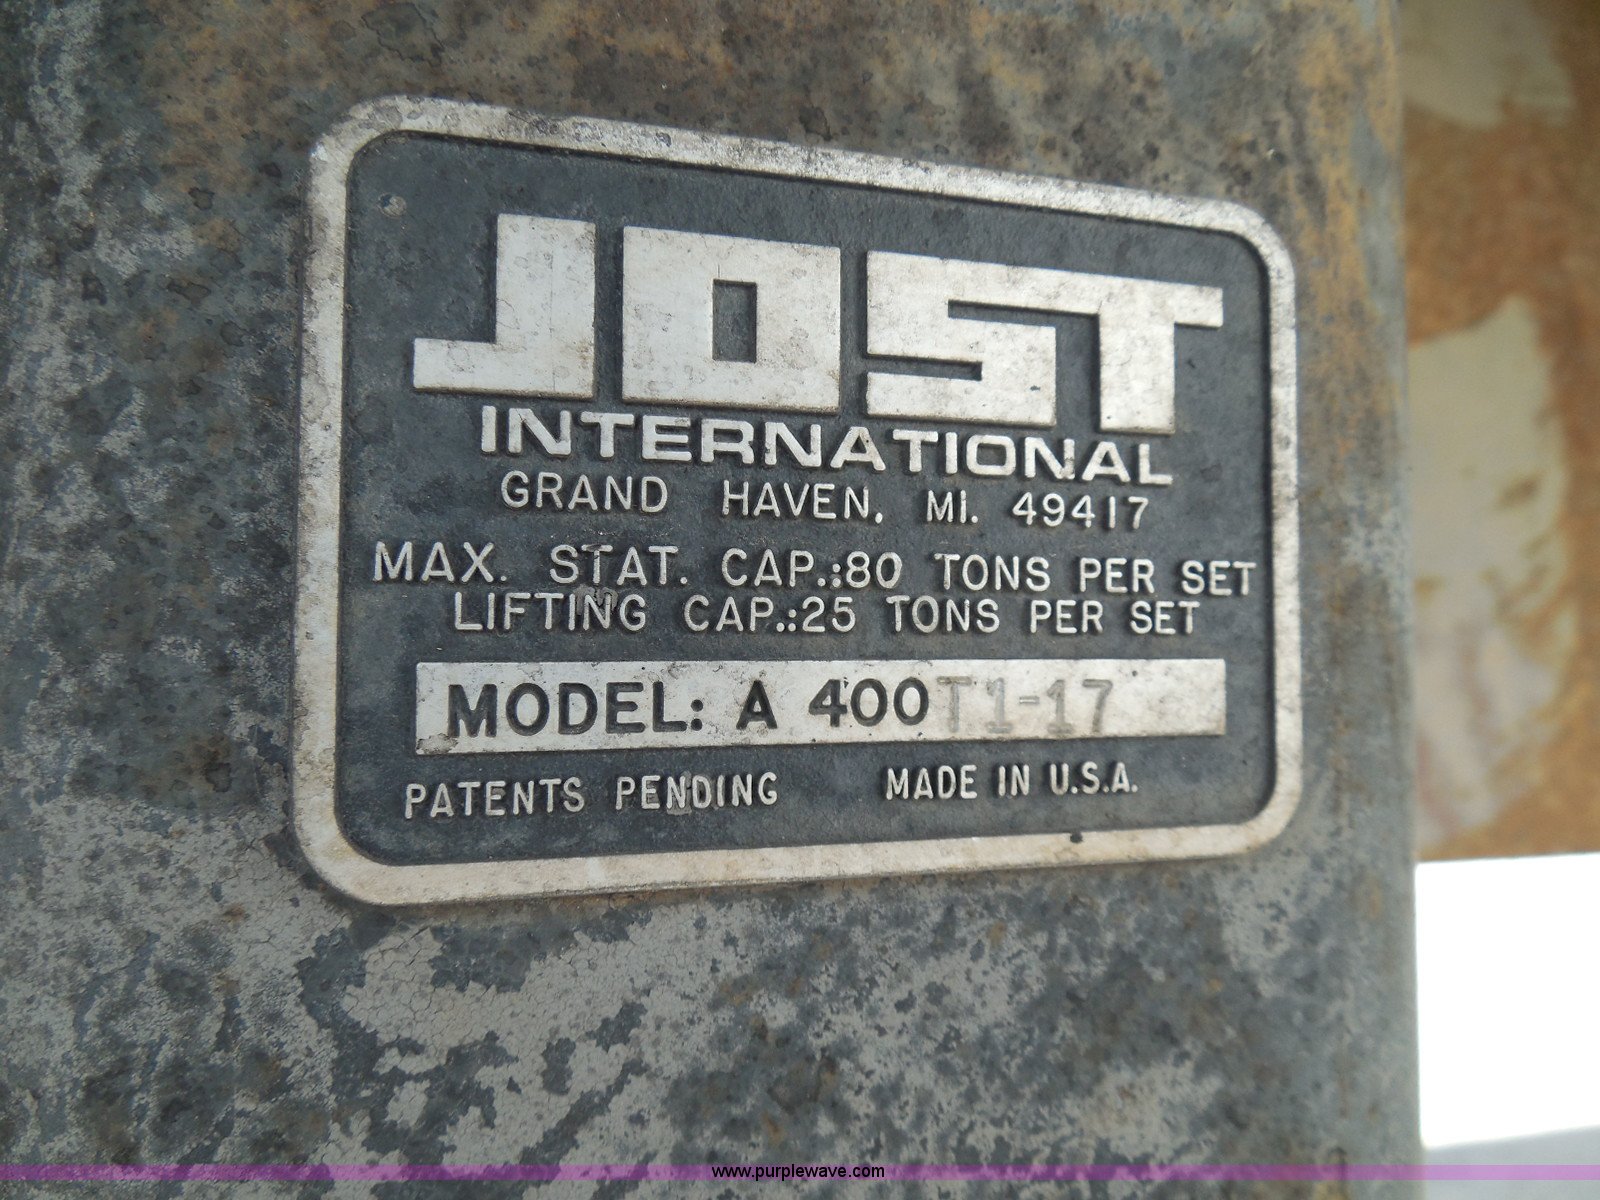 JOST
INTERNATIONAL
GRAND HAVEN, MI. 49417
MAX. STAT. CAP.:80 TONS PER SET
LIFTING CAP.:25 TONS PER SET
MODEL: A 400T1-17
PATENTS PENDING MADE IN U.S.A.
www.purplewave.com